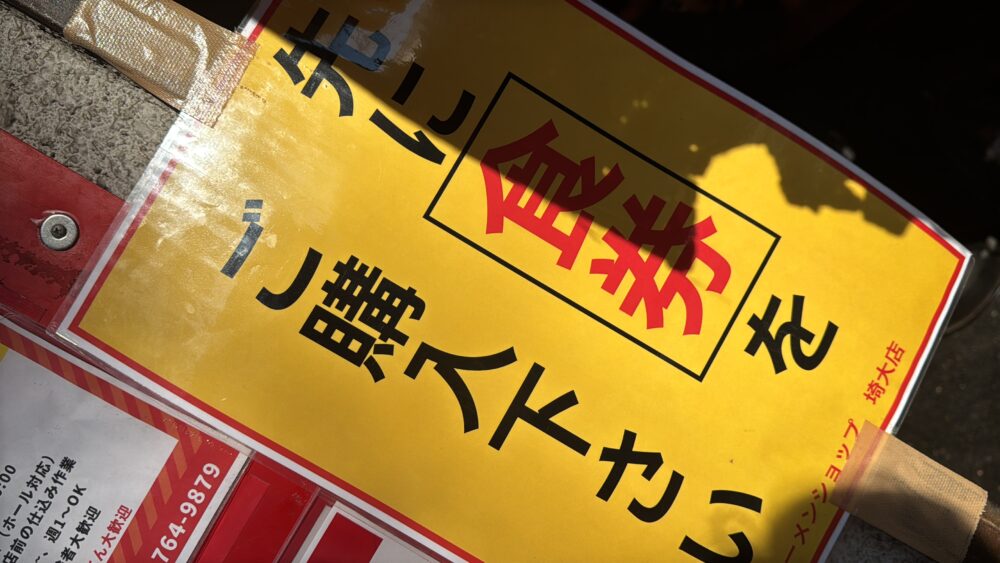 先に食券を
ご購入下さい
ーメンショップ 埼大店
:00
(ホール対応)
店前の仕込み作業
、週1～OK
者大歓迎
ん大歓迎
764-9879